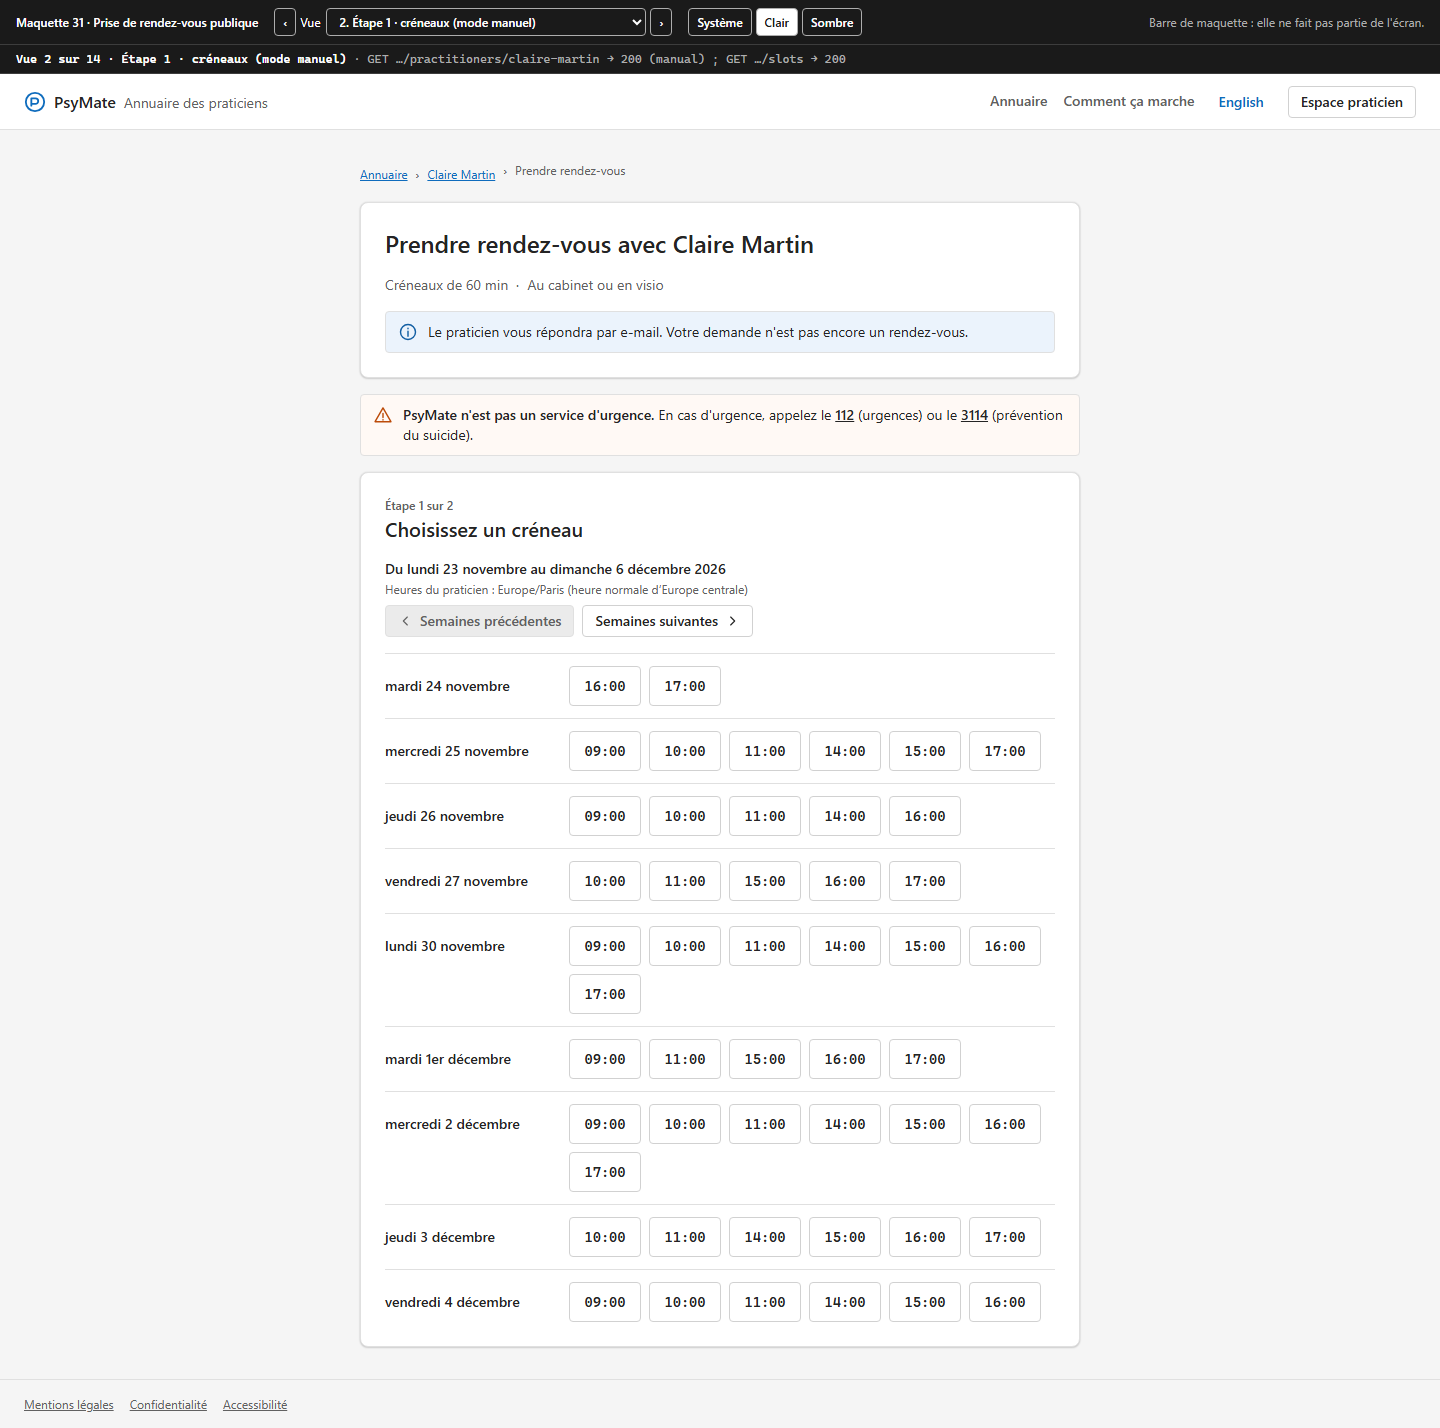 Maquette 31 · Prise de rendez-vous publique ‹ Vue 2. Étape 1 · créneaux (mode manuel) › Système Clair Sombre Barre de maquette : elle ne fait pas partie de l'écran.
Vue 2 sur 14 · Étape 1 · créneaux (mode manuel) · GET …/practitioners/claire-martin → 200 (manual) ; GET …/slots → 200
PsyMate Annuaire des praticiens Annuaire Comment ça marche English Espace praticien
Annuaire › Claire Martin › Prendre rendez-vous
Prendre rendez-vous avec Claire Martin
Créneaux de 60 min · Au cabinet ou en visio
Le praticien vous répondra par e-mail. Votre demande n'est pas encore un rendez-vous.
PsyMate n'est pas un service d'urgence. En cas d'urgence, appelez le 112 (urgences) ou le 3114 (prévention
du suicide).
Étape 1 sur 2
Choisissez un créneau
Du lundi 23 novembre au dimanche 6 décembre 2026
Heures du praticien : Europe/Paris (heure normale d’Europe centrale)
Semaines précédentes Semaines suivantes
mardi 24 novembre 16:00 17:00
mercredi 25 novembre 09:00 10:00 11:00 14:00 15:00 17:00
jeudi 26 novembre 09:00 10:00 11:00 14:00 16:00
vendredi 27 novembre 10:00 11:00 15:00 16:00 17:00
lundi 30 novembre 09:00 10:00 11:00 14:00 15:00 16:00
17:00
mardi 1er décembre 09:00 11:00 15:00 16:00 17:00
mercredi 2 décembre 09:00 10:00 11:00 14:00 15:00 16:00
17:00
jeudi 3 décembre 10:00 11:00 14:00 15:00 16:00 17:00
vendredi 4 décembre 09:00 10:00 11:00 14:00 15:00 16:00
Mentions légales Confidentialité Accessibilité